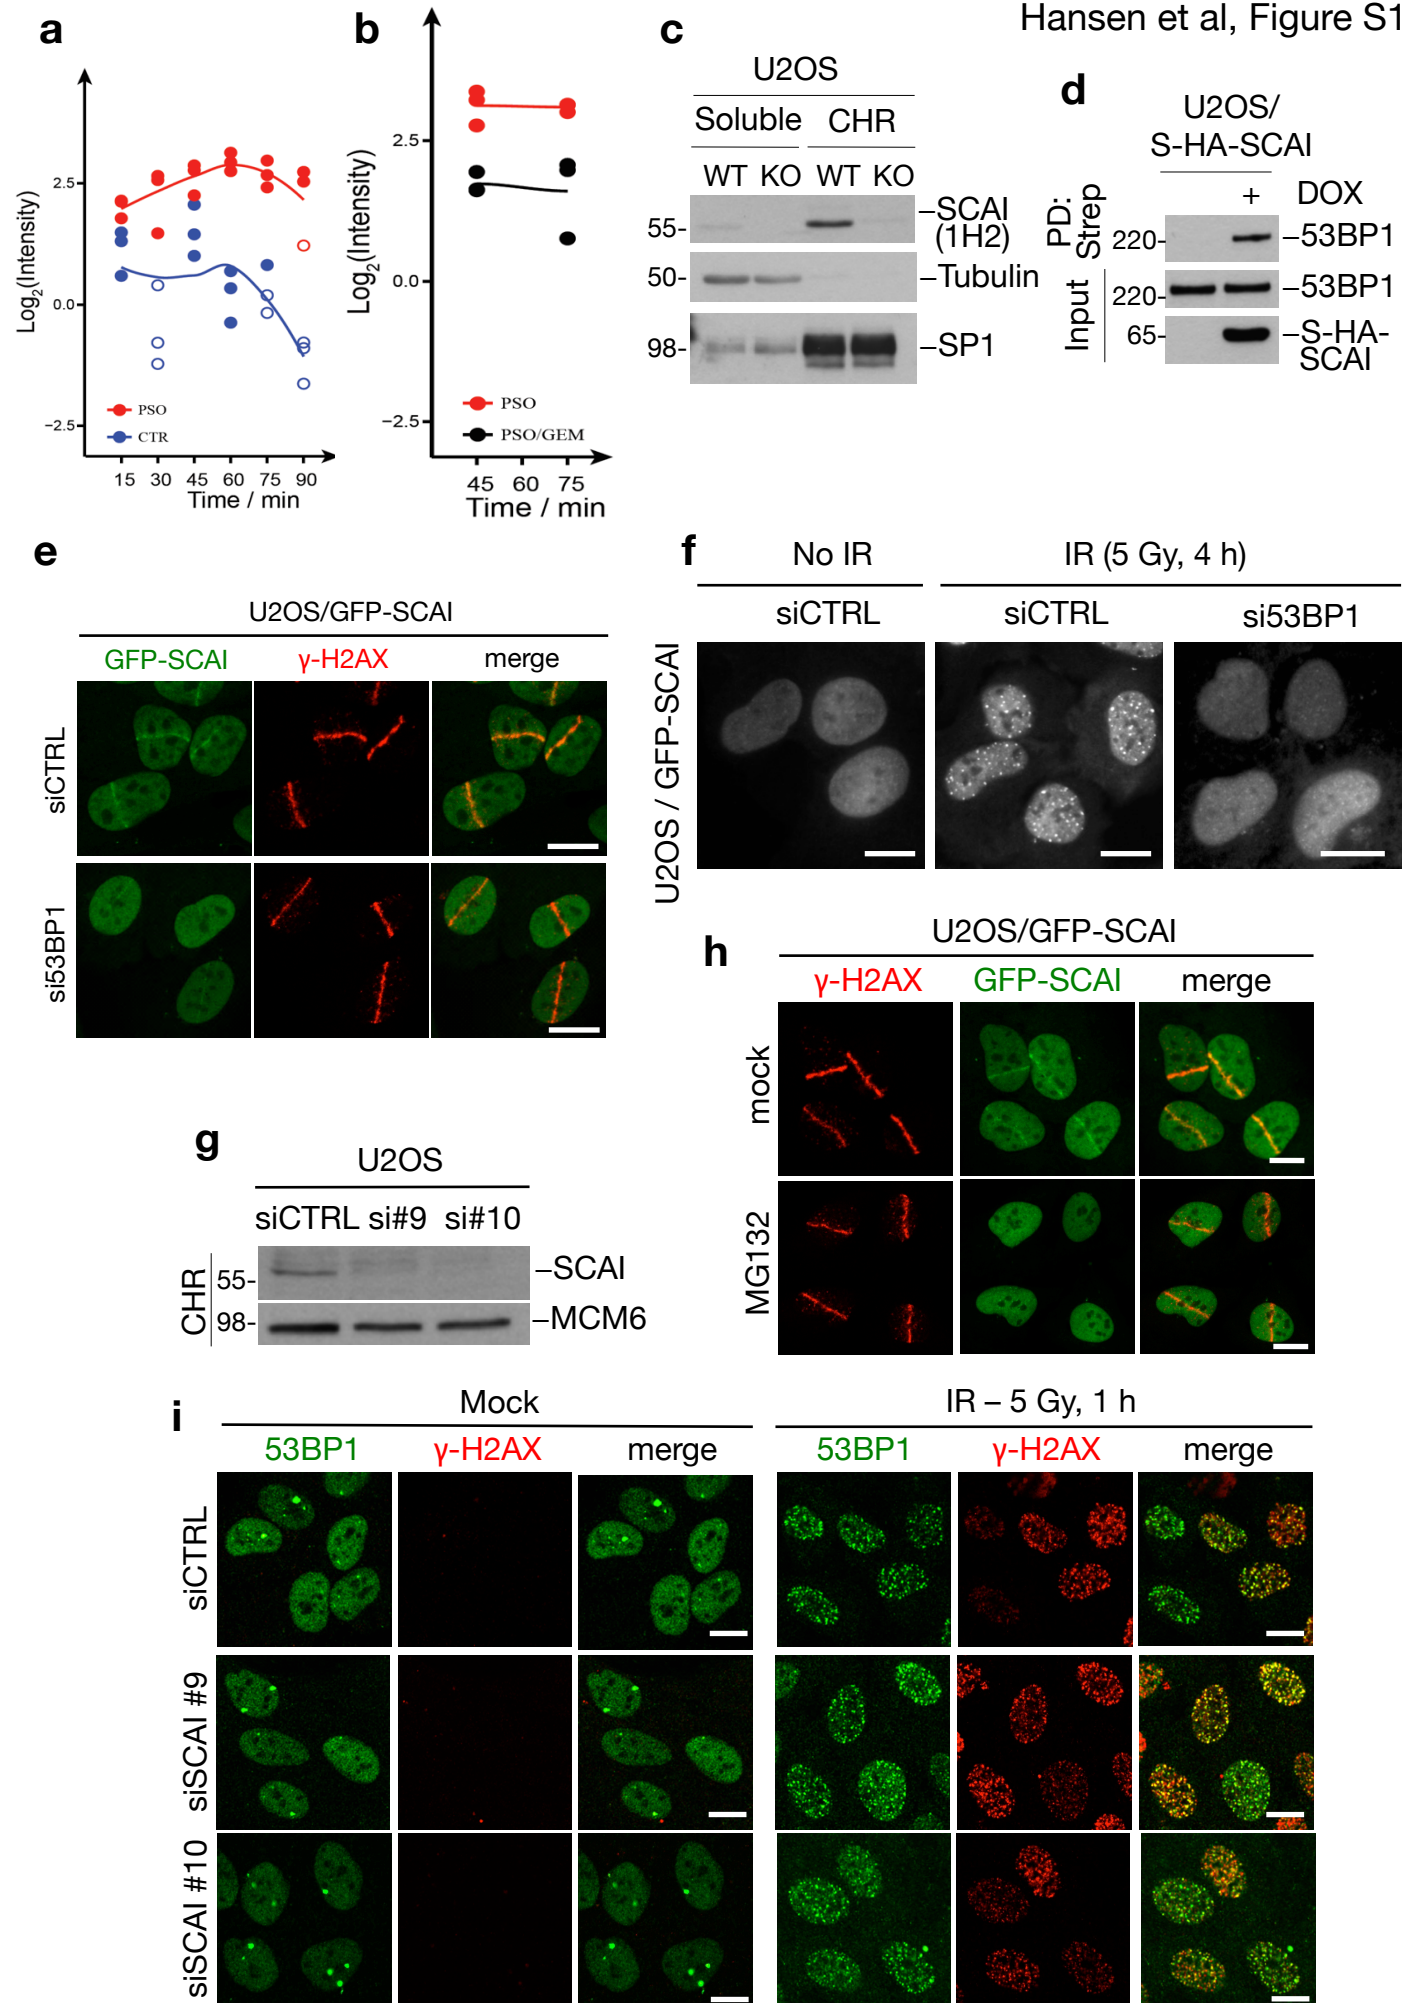 Hansen et al, Figure S1
a
Log2(Intensity)
2.5
0.0
−2.5
PSO
CTR
15 30 45 60 75 90
Time / min
b
Log2(Intensity)
2.5
0.0
−2.5
PSO
PSO/GEM
45 60 75
Time / min
c
U2OS
Soluble CHR
WT KO WT KO
55- –SCAI
(1H2)
50- –Tubulin
98- –SP1
d
U2OS/
S-HA-SCAI
+ DOX
PD:
Strep
220- –53BP1
Input
220- –53BP1
65- –S-HA-
SCAI
e
U2OS/GFP-SCAI
GFP-SCAI γ-H2AX merge
siCTRL
si53BP1
f
No IR IR (5 Gy, 4 h)
siCTRL siCTRL si53BP1
U2OS / GFP-SCAI
g
U2OS
siCTRL si#9 si#10
CHR
55- –SCAI
98- –MCM6
h
U2OS/GFP-SCAI
γ-H2AX GFP-SCAI merge
mock
MG132
i
Mock IR – 5 Gy, 1 h
53BP1 γ-H2AX merge 53BP1 γ-H2AX merge
siCTRL
siSCAI #9
siSCAI #10